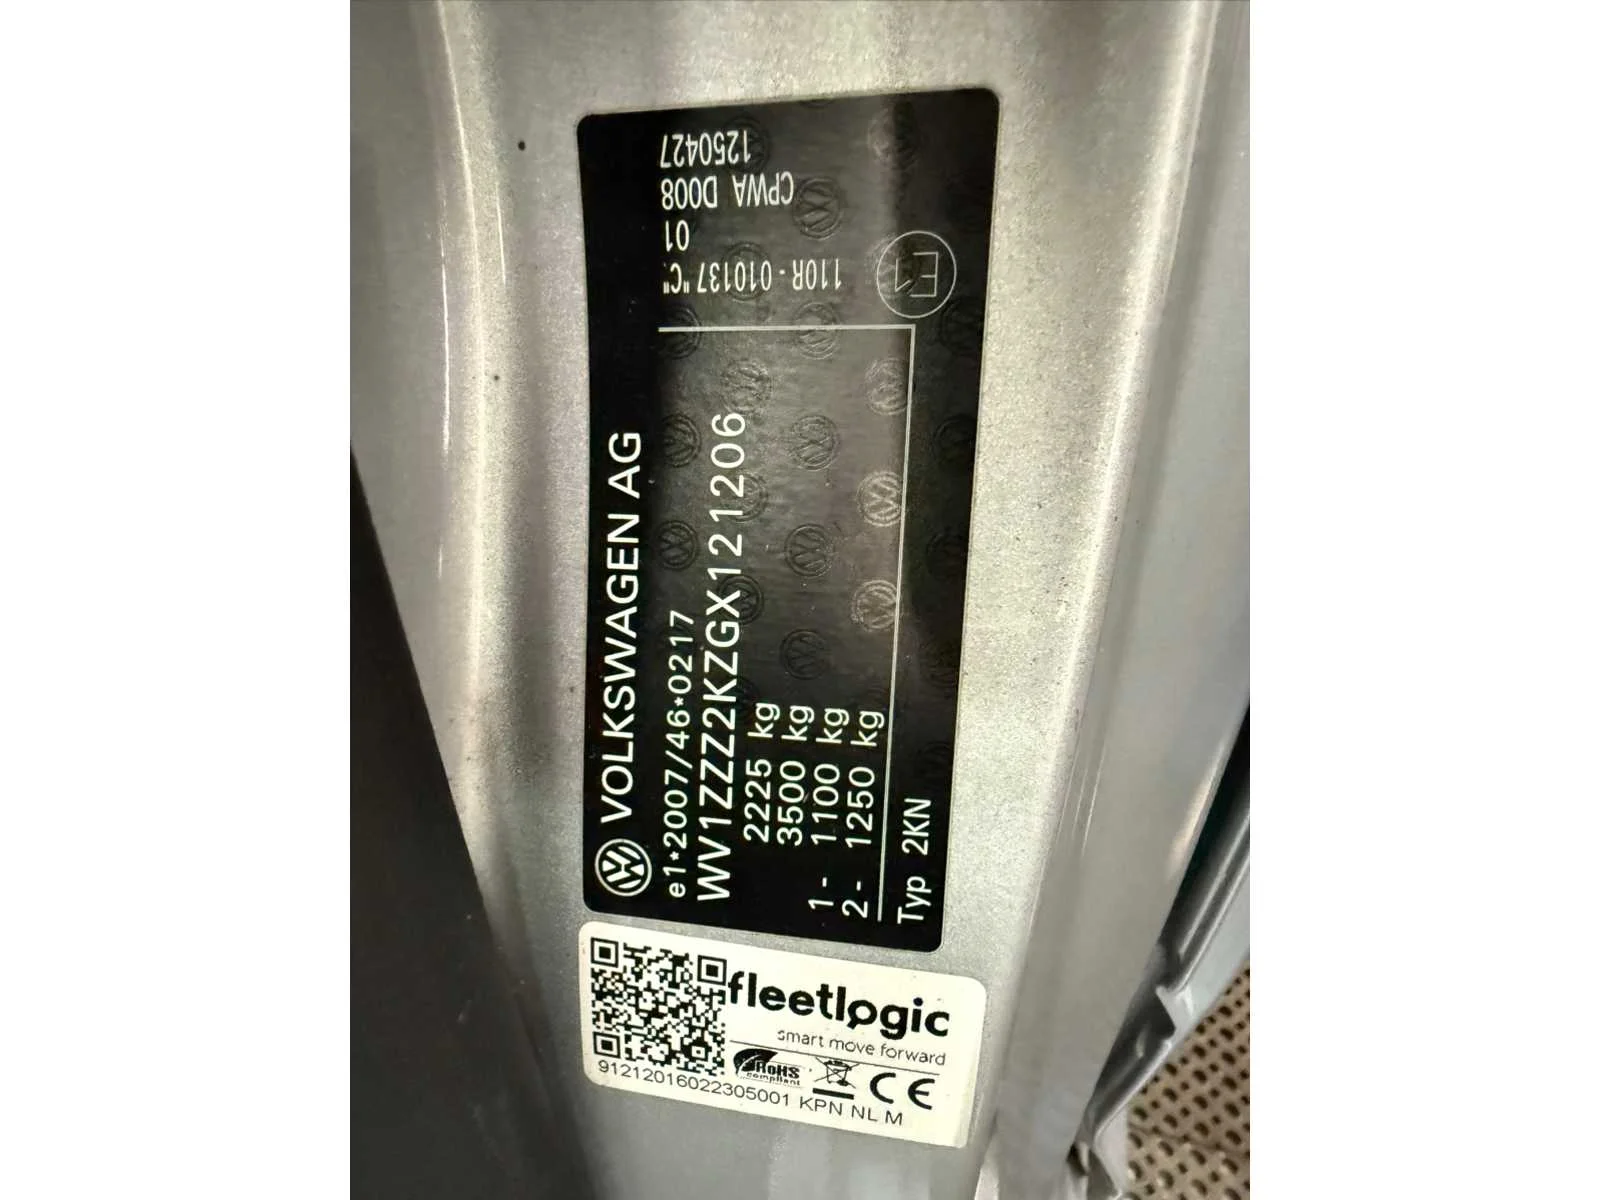 VOLKSWAGEN AG
e1*2007/46*0217
WV1ZZZ2KZGX121206
2225 kg
3500 kg
1- 1100 kg
2- 1250 kg
Typ 2KN
E1
110R-010137 "C"
01
CPWA D008
1250427
fleetlogic
smart move forward
RoHS
compliant
CE
91212016022305001 KPN NL M